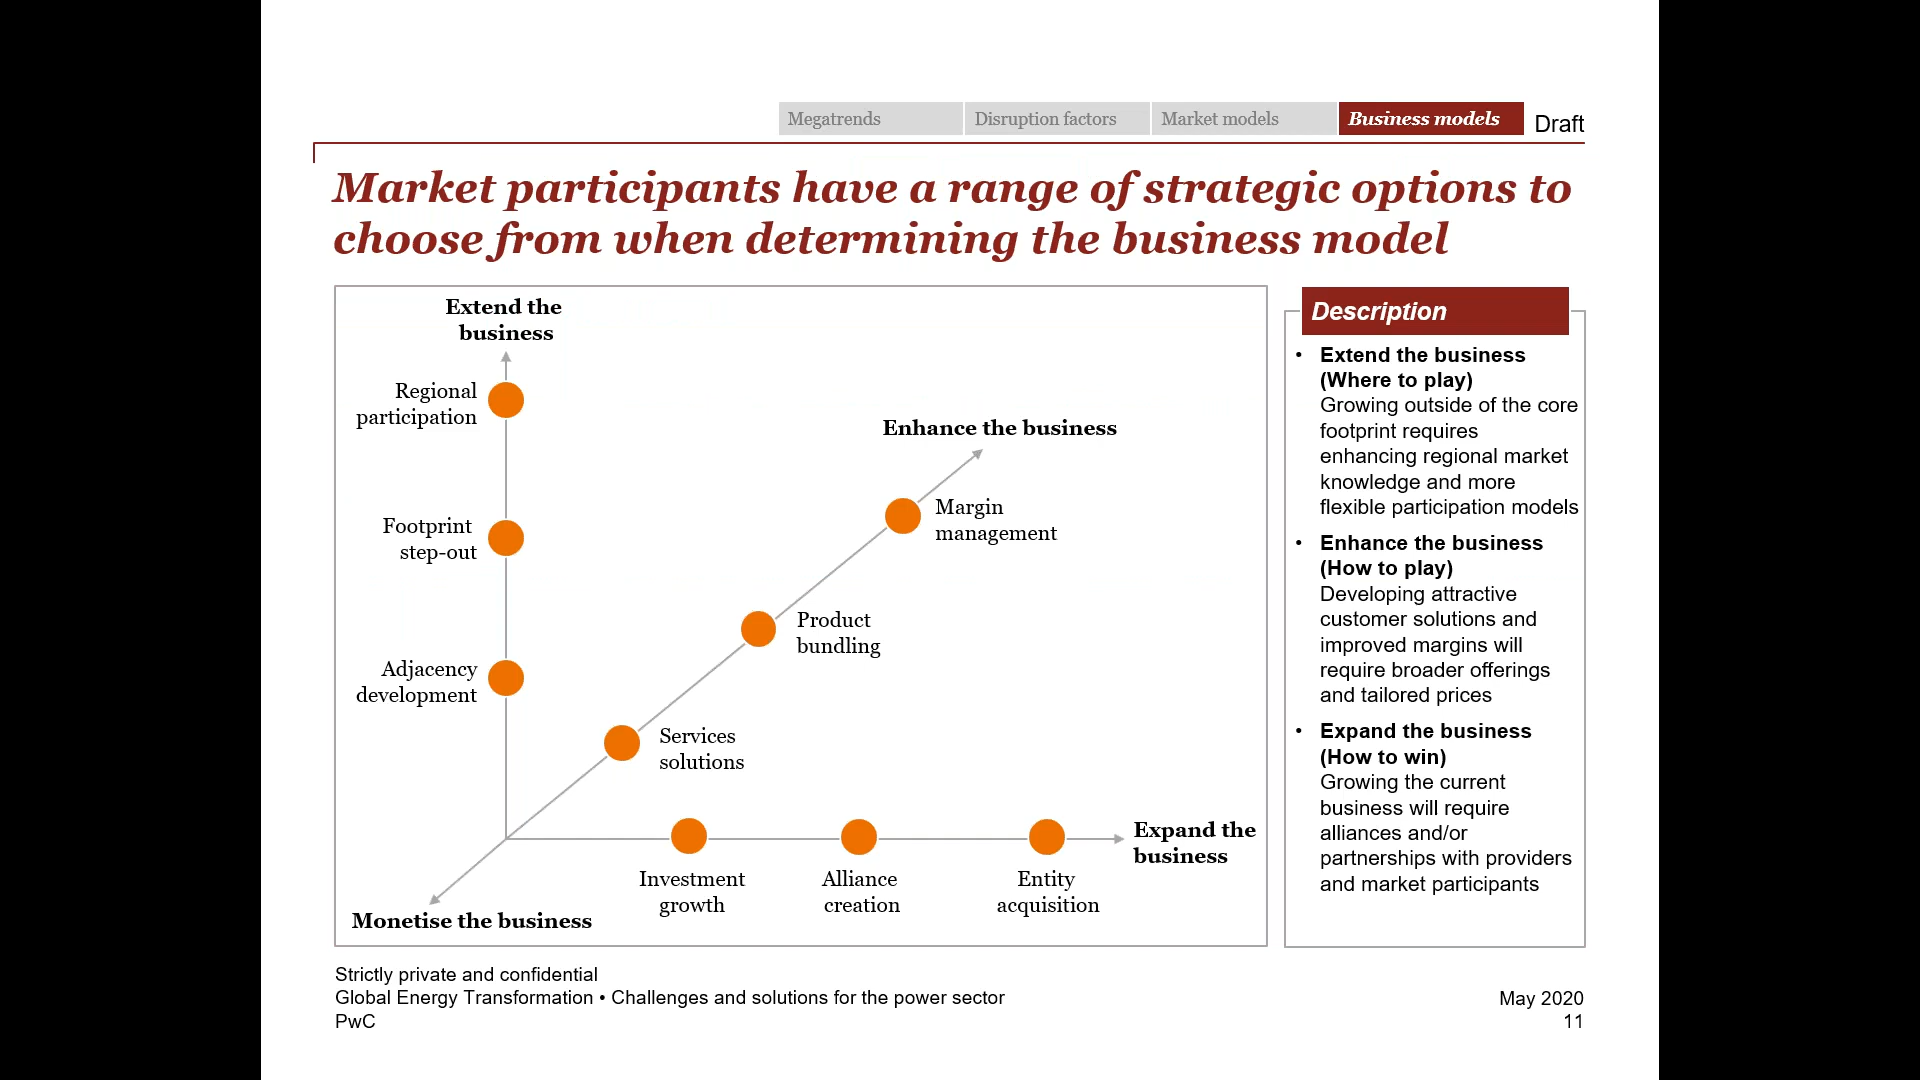 Megatrends
Disruption factors
Market models
Business models
Draft
Market participants have a range of strategic options to
choose from when determining the business model
Extend the
business
Regional
participation
Footprint
step-out
Adjacency
development
Enhance the business
Margin
management
Product
bundling
Services
solutions
Expand the
business
Investment
growth
Alliance
creation
Entity
acquisition
Monetise the business
Description
• Extend the business
(Where to play)
Growing outside of the core
footprint requires
enhancing regional market
knowledge and more
flexible participation models
• Enhance the business
(How to play)
Developing attractive
customer solutions and
improved margins will
require broader offerings
and tailored prices
• Expand the business
(How to win)
Growing the current
business will require
alliances and/or
partnerships with providers
and market participants
Strictly private and confidential
Global Energy Transformation • Challenges and solutions for the power sector
PwC
May 2020
11